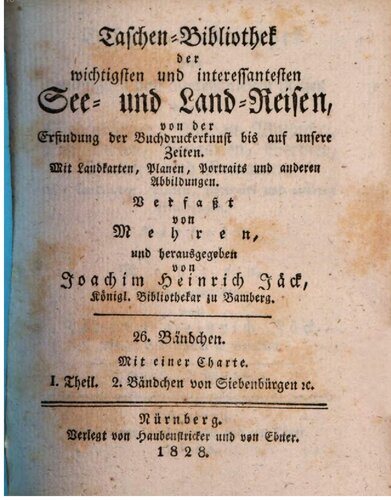 Taschen-Bibliothek
der
wichtigsten und interessantesten
See- und Land-Reisen,
von der
Erfindung der Buchdruckerkunst bis auf unsere
Zeiten.
Mit Landkarten, Planen, Portraits und anderen
Abbildungen.
Verfaßt
von
Mehren,
und herausgegeben
von
Joachim Heinrich Jäck,
Königl. Bibliothekar zu Bamberg.
26. Bändchen.
Mit einer Charte.
I. Theil. 2. Bändchen von Siebenbürgen ꝛc.
Nürnberg.
Verlegt von Haubenstricker und von Ebner.
1828.